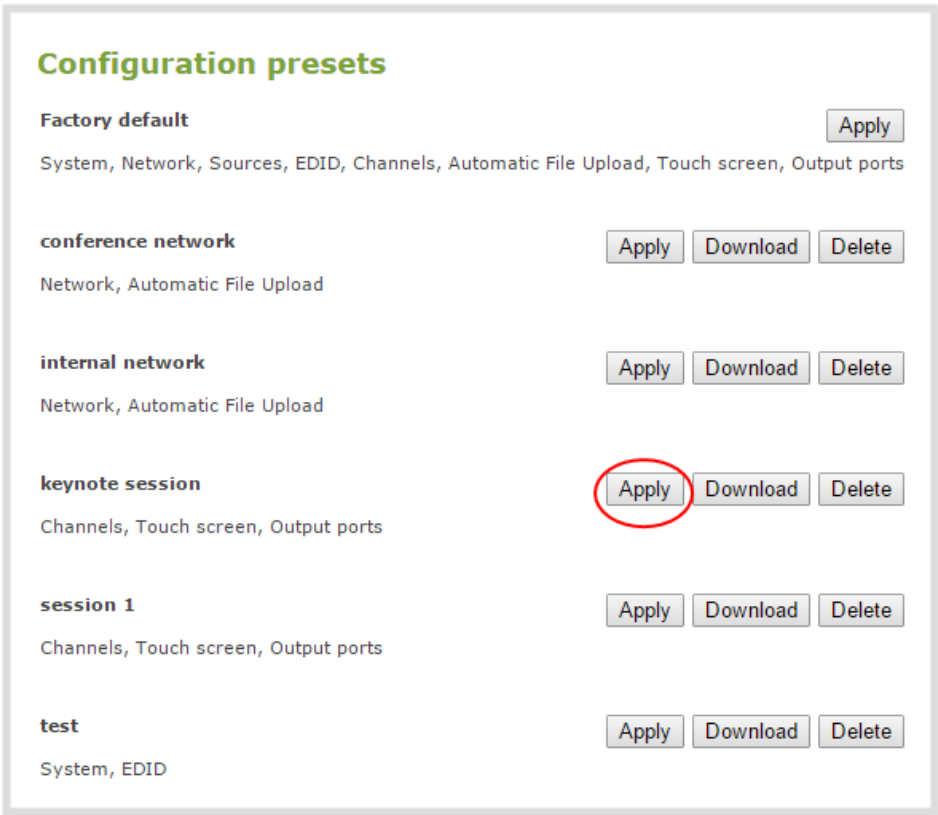 Configuration presets
Factory default
Apply
System, Network, Sources, EDID, Channels, Automatic File Upload, Touch screen, Output ports
conference network
Apply Download Delete
Network, Automatic File Upload
internal network
Apply Download Delete
Network, Automatic File Upload
keynote session
Apply Download Delete
Channels, Touch screen, Output ports
session 1
Apply Download Delete
Channels, Touch screen, Output ports
test
Apply Download Delete
System, EDID